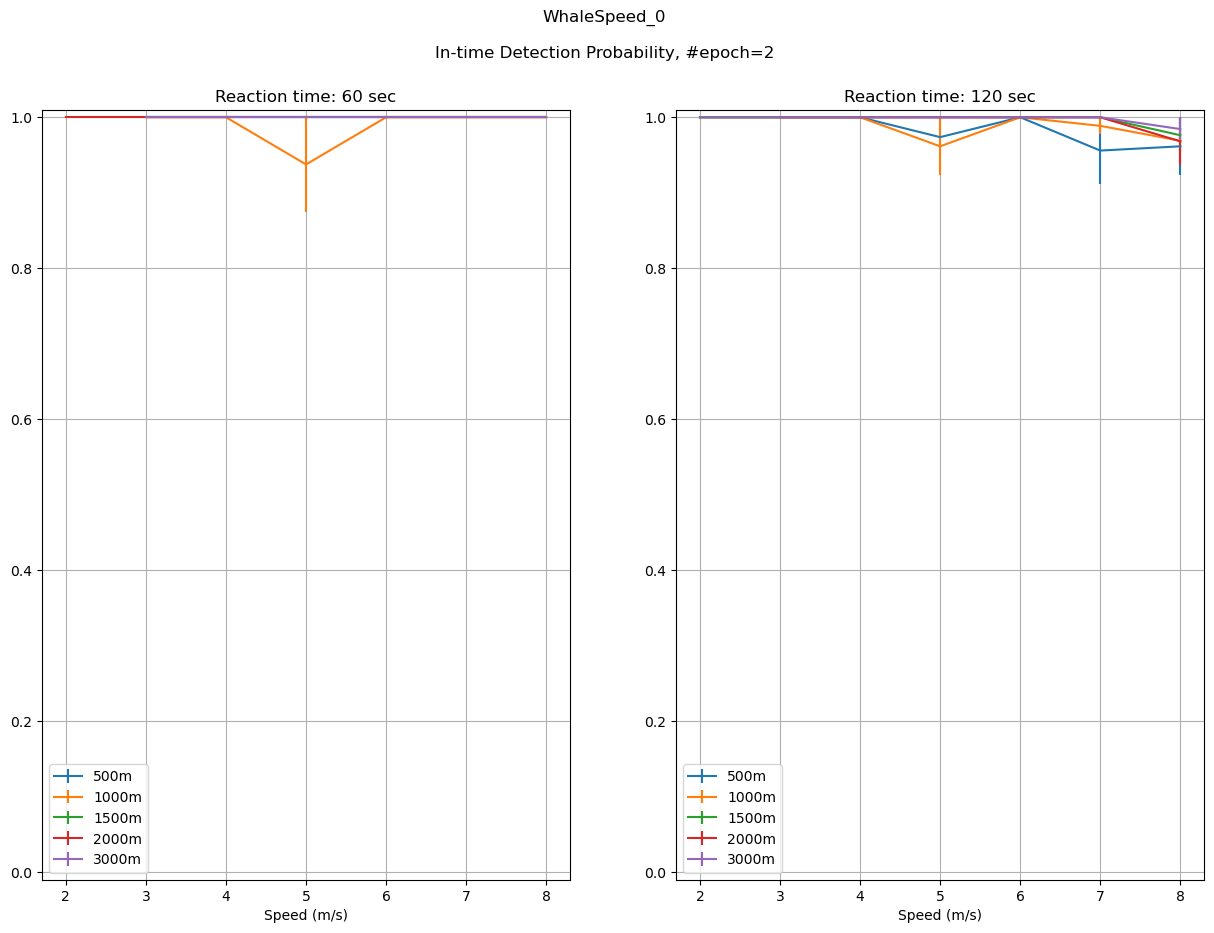 WhaleSpeed_0
In-time Detection Probability, #epoch=2
Reaction time: 60 sec
1.0
0.8
0.6
0.4
0.2
0.0
500m
1000m
1500m
2000m
3000m
2 3 4 5 6 7 8
Speed (m/s)
Reaction time: 120 sec
1.0
0.8
0.6
0.4
0.2
0.0
500m
1000m
1500m
2000m
3000m
2 3 4 5 6 7 8
Speed (m/s)